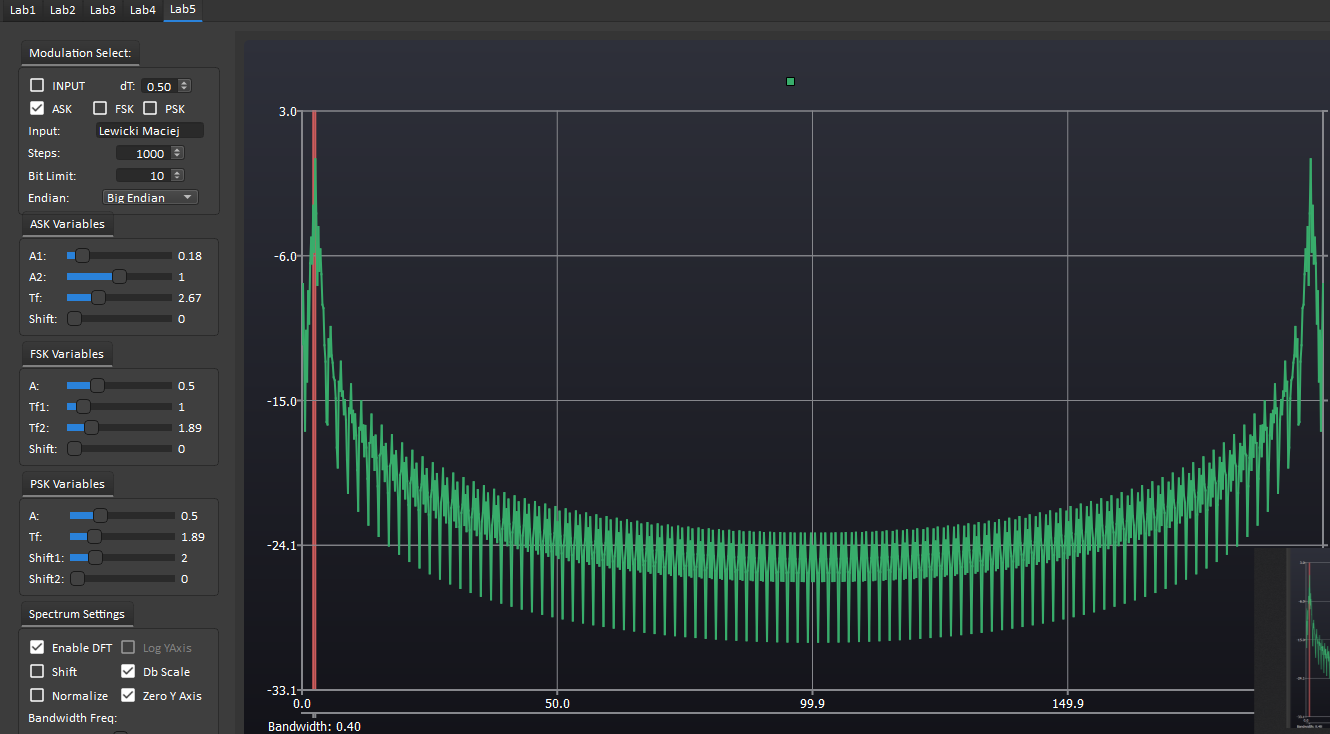 Lab1 Lab2 Lab3 Lab4 Lab5
Modulation Select:
INPUT dT: 0.50
ASK FSK PSK
Input: Lewicki Maciej
Steps: 1000
Bit Limit: 10
Endian: Big Endian
ASK Variables
A1: 0.18
A2: 1
Tf: 2.67
Shift: 0
FSK Variables
A: 0.5
Tf1: 1
Tf2: 1.89
Shift: 0
PSK Variables
A: 0.5
Tf: 1.89
Shift1: 2
Shift2: 0
Spectrum Settings
Enable DFT Log YAxis
Shift Db Scale
Normalize Zero Y Axis
Bandwidth Freq:
3.0
-6.0
-15.0
-24.1
-33.1
0.0 50.0 99.9 149.9
Bandwidth: 0.40